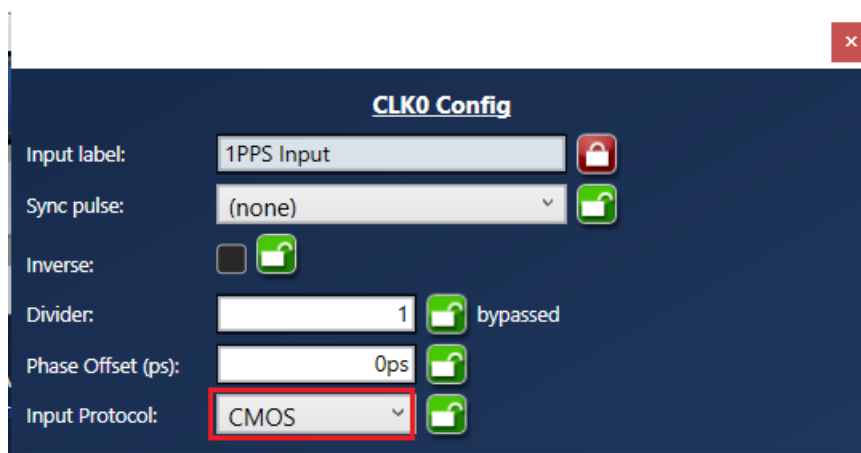 CLK0 Config
Input label: 1PPS Input
Sync pulse: (none)
Inverse:
Divider: 1 bypassed
Phase Offset (ps): 0ps
Input Protocol: CMOS